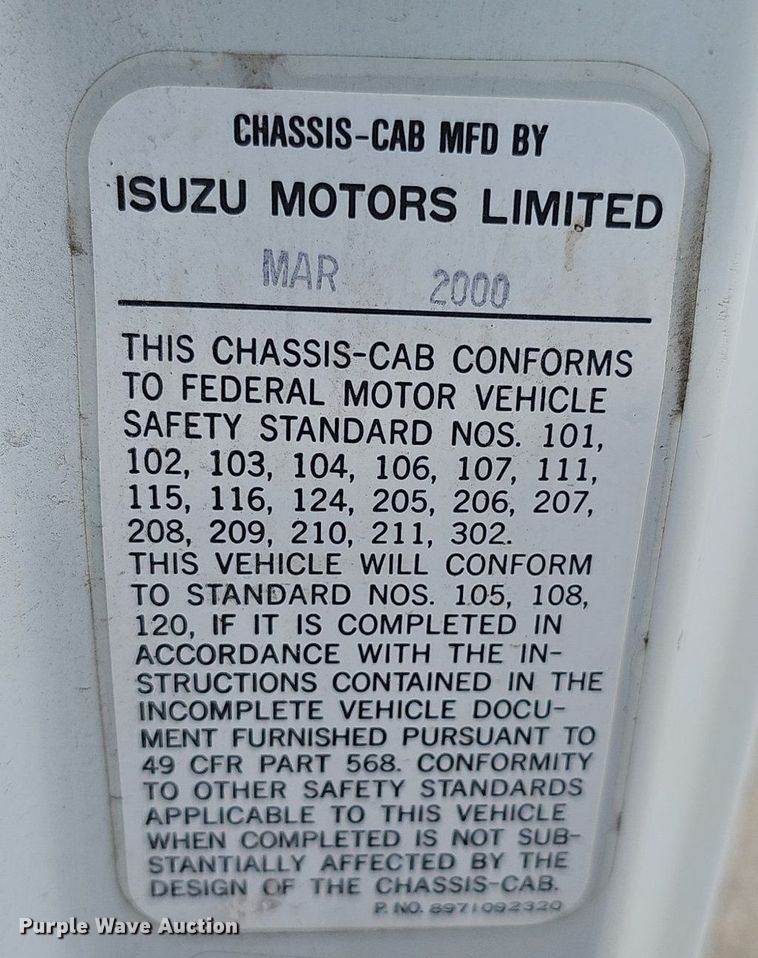 CHASSIS-CAB MFD BY
ISUZU MOTORS LIMITED
MAR 2000
THIS CHASSIS-CAB CONFORMS
TO FEDERAL MOTOR VEHICLE
SAFETY STANDARD NOS. 101,
102, 103, 104, 106, 107, 111,
115, 116, 124, 205, 206, 207,
208, 209, 210, 211, 302.
THIS VEHICLE WILL CONFORM
TO STANDARD NOS. 105, 108,
120, IF IT IS COMPLETED IN
ACCORDANCE WITH THE IN-
STRUCTIONS CONTAINED IN THE
INCOMPLETE VEHICLE DOCU-
MENT FURNISHED PURSUANT TO
49 CFR PART 568. CONFORMITY
TO OTHER SAFETY STANDARDS
APPLICABLE TO THIS VEHICLE
WHEN COMPLETED IS NOT SUB-
STANTIALLY AFFECTED BY THE
DESIGN OF THE CHASSIS-CAB.
P. NO. 8971092320
Purple Wave Auction